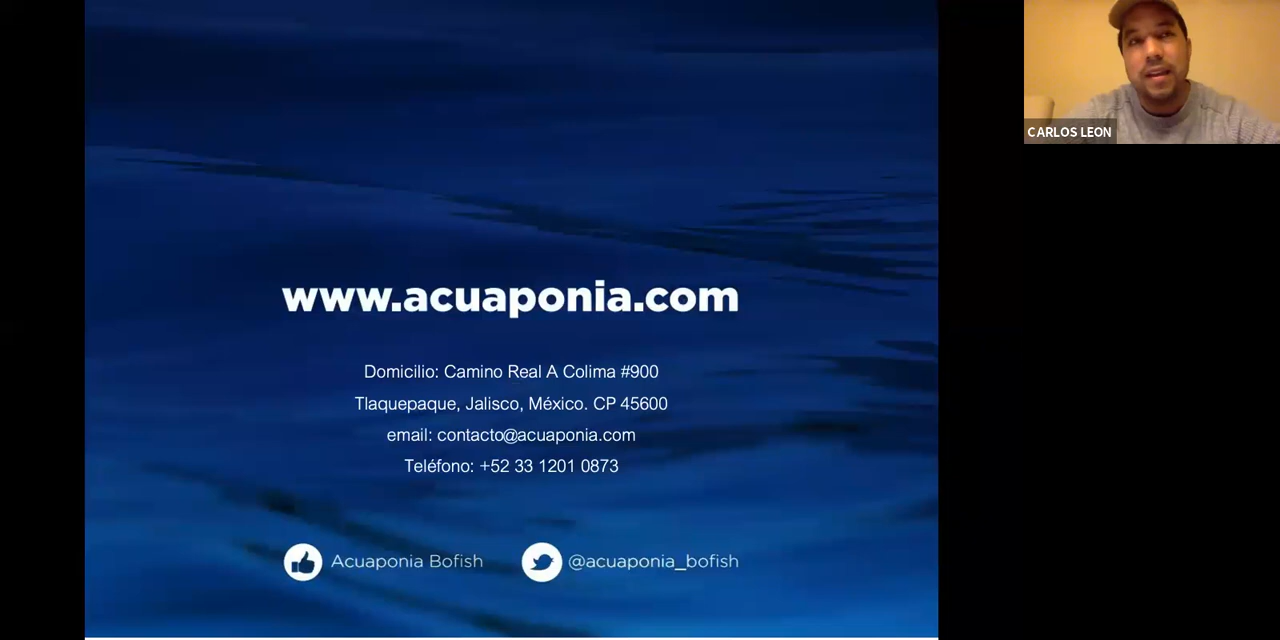 CARLOS LEON
www.acuaponia.com
Domicilio: Camino Real A Colima #900
Tlaquepaque, Jalisco, México. CP 45600
email: contacto@acuaponia.com
Teléfono: +52 33 1201 0873
Acuaponia Bofish
@acuaponia_bofish